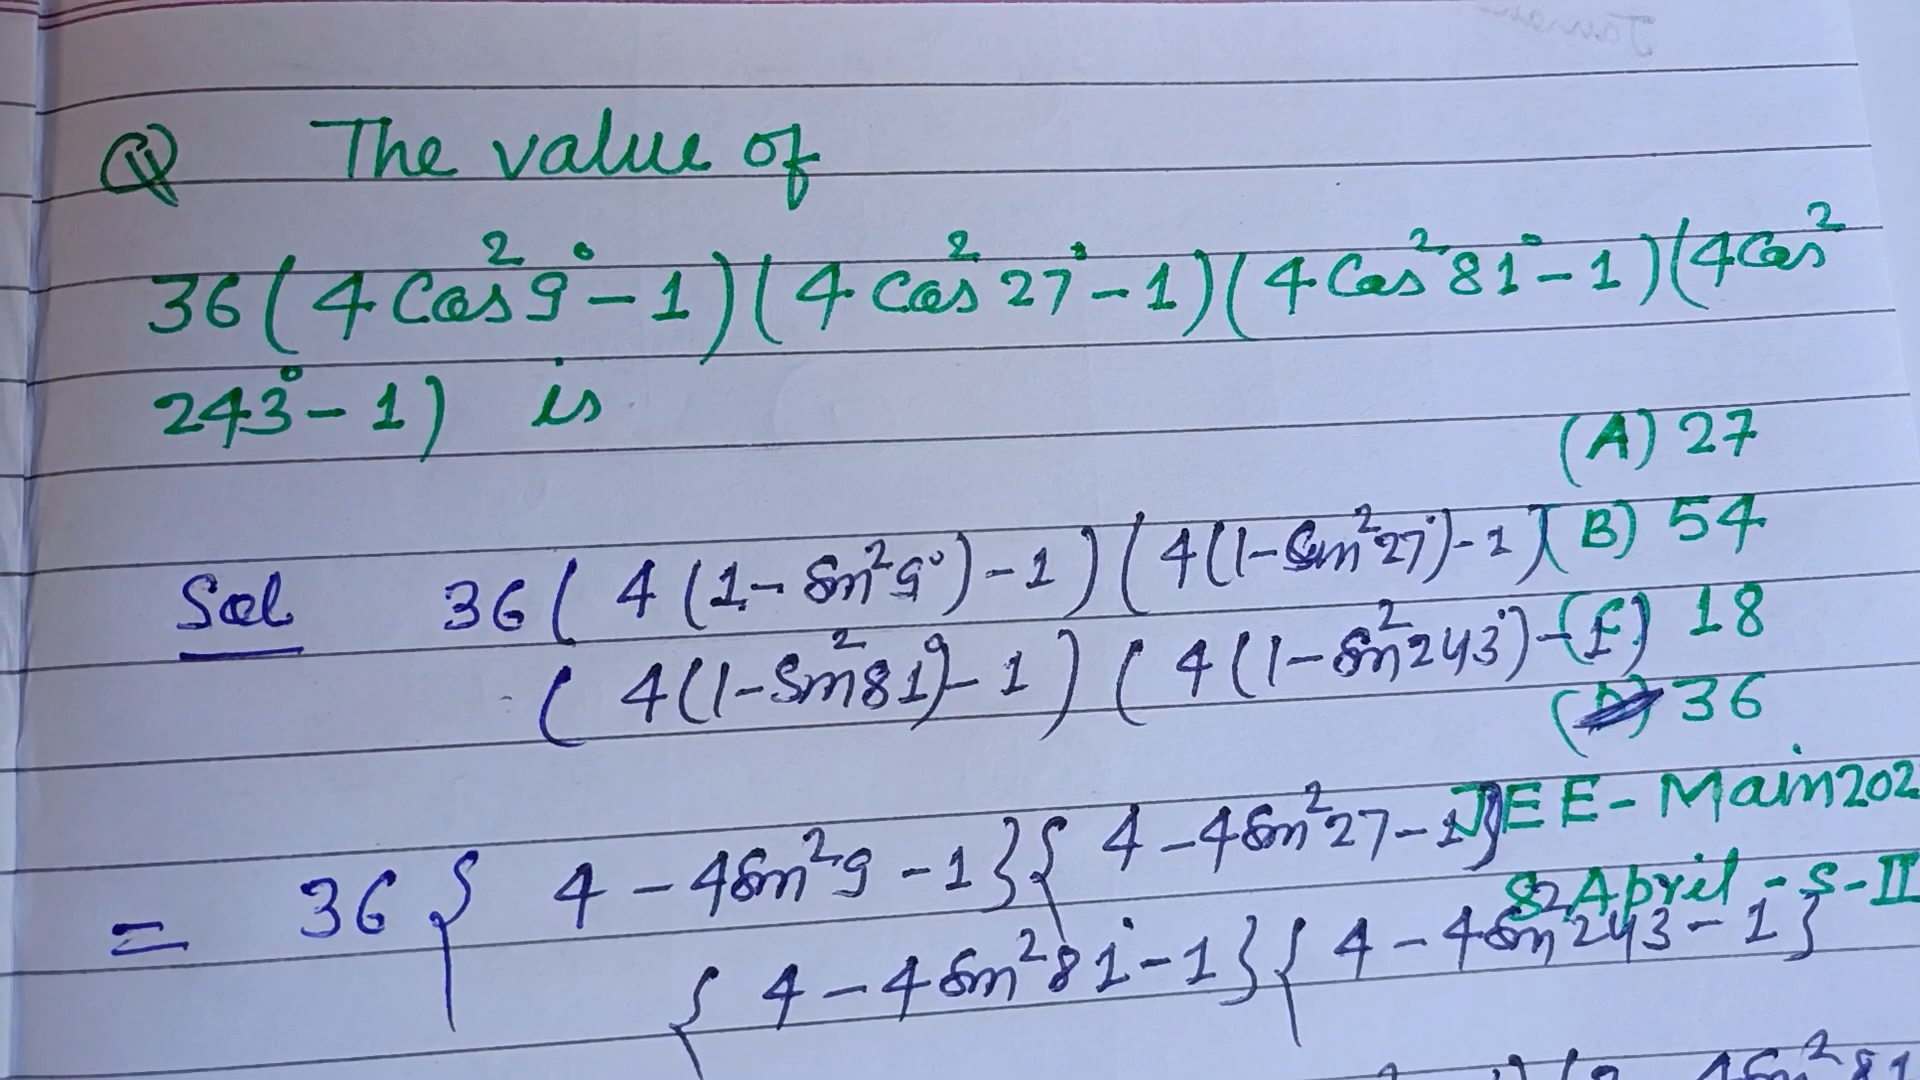 Q The value of
36(4Cos²9°-1)(4Cos²27°-1)(4Cos²81°-1)(4Cos²
243°-1) is
(A) 27
(B) 54
(C) 18
(D) 36
JEE-Main202
8 April-S-II
Sol 36(4(1-Sin²9°)-1)(4(1-Sin²27°)-1)
(4(1-Sin²81°)-1)(4(1-Sin²243°)-1)
= 36{4-4Sin²9-1}{4-4Sin²27-1}
{4-4Sin²81°-1}{4-4Sin²243-1}